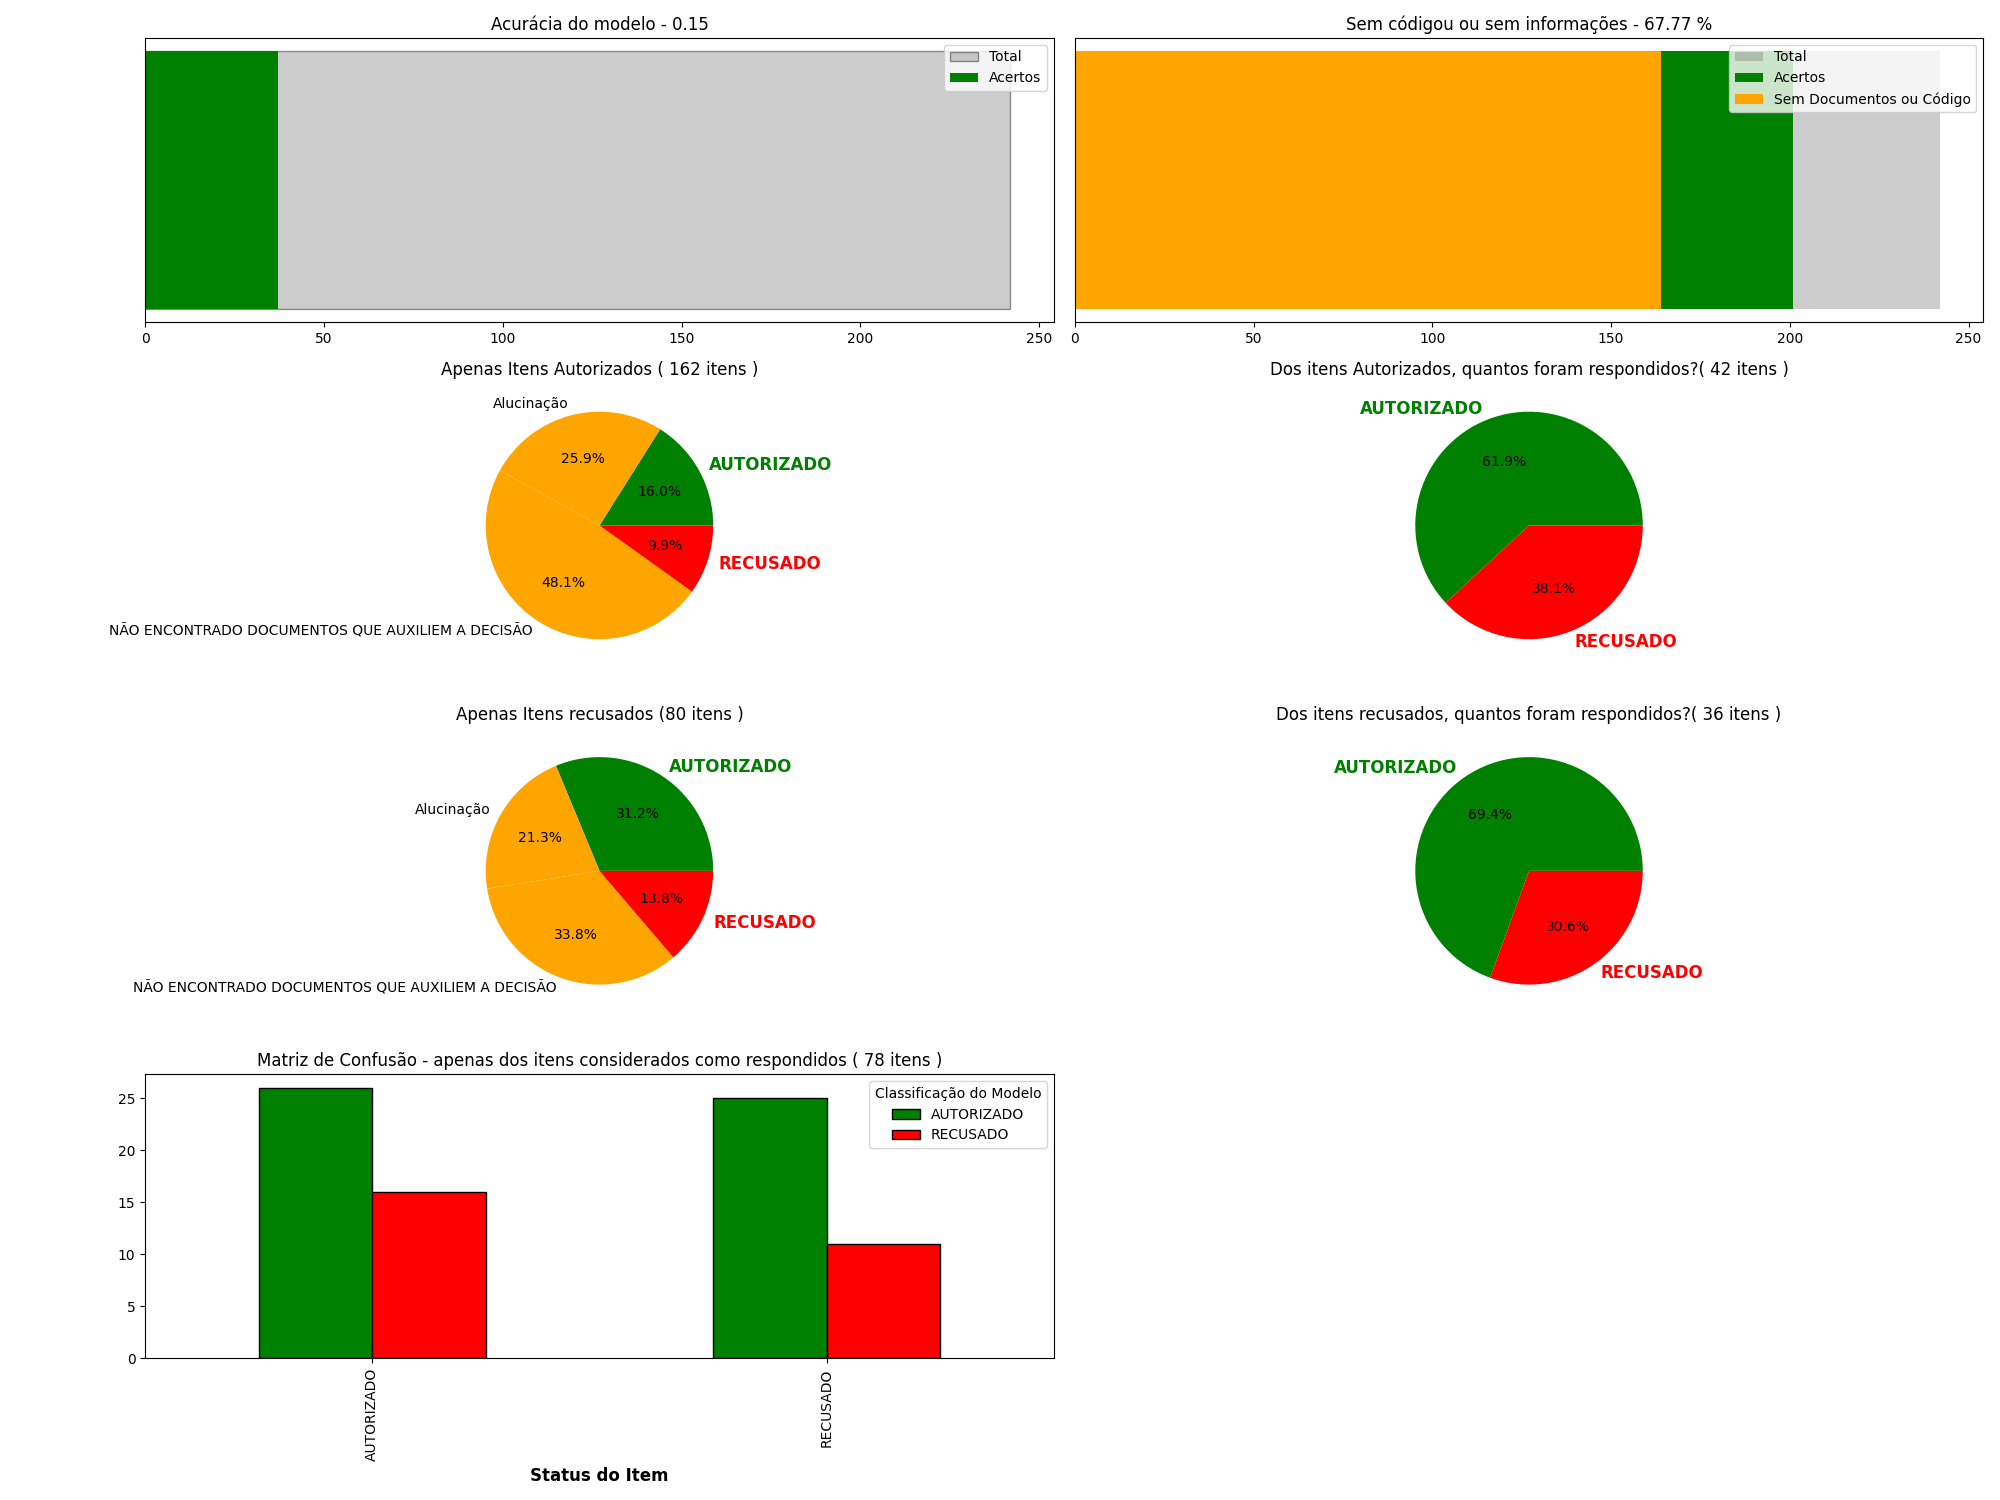 Acurácia do modelo - 0.15
Total
Acertos
0 50 100 150 200 250
Sem códigou ou sem informações - 67.77 %
Total
Acertos
Sem Documentos ou Código
0 50 100 150 200 250
Apenas Itens Autorizados ( 162 itens )
Alucinação
AUTORIZADO
25.9%
16.0%
9.9%
RECUSADO
48.1%
NÃO ENCONTRADO DOCUMENTOS QUE AUXILIEM A DECISÃO
Dos itens Autorizados, quantos foram respondidos?( 42 itens )
AUTORIZADO
61.9%
38.1%
RECUSADO
Apenas Itens recusados (80 itens )
AUTORIZADO
Alucinação
31.2%
21.3%
13.8%
RECUSADO
33.8%
NÃO ENCONTRADO DOCUMENTOS QUE AUXILIEM A DECISÃO
Dos itens recusados, quantos foram respondidos?( 36 itens )
AUTORIZADO
69.4%
30.6%
RECUSADO
Matriz de Confusão - apenas dos itens considerados como respondidos ( 78 itens )
Classificação do Modelo
AUTORIZADO
RECUSADO
25
20
15
10
5
0
AUTORIZADO
RECUSADO
Status do Item